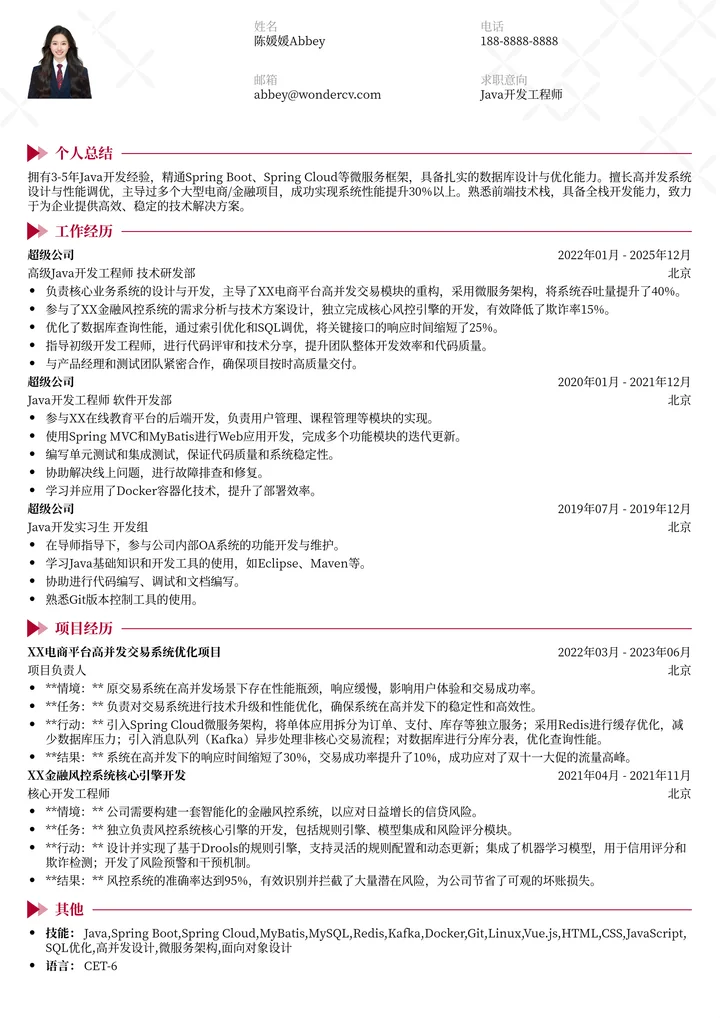 姓名
陈媛媛Abbey
电话
188-8888-8888
邮箱
abbey@wondercv.com
求职意向
Java开发工程师
个人总结
拥有3-5年Java开发经验，精通Spring Boot、Spring Cloud等微服务框架，具备扎实的数据库设计与优化能力。擅长高并发系统
设计与性能调优，主导过多个大型电商/金融项目，成功实现系统性能提升30%以上。熟悉前端技术栈，具备全栈开发能力，致力
于为企业提供高效、稳定的技术解决方案。
工作经历
超级公司 2022年01月 - 2025年12月
高级Java开发工程师 技术研发部 北京
• 负责核心业务系统的设计与开发，主导了XX电商平台高并发交易模块的重构，采用微服务架构，将系统吞吐量提升了40%。
• 参与了XX金融风控系统的需求分析与技术方案设计，独立完成核心风控引擎的开发，有效降低了欺诈率15%。
• 优化了数据库查询性能，通过索引优化和SQL调优，将关键接口的响应时间缩短了25%。
• 指导初级开发工程师，进行代码评审和技术分享，提升团队整体开发效率和代码质量。
• 与产品经理和测试团队紧密合作，确保项目按时高质量交付。
超级公司 2020年01月 - 2021年12月
Java开发工程师 软件开发部 北京
• 参与XX在线教育平台的后端开发，负责用户管理、课程管理等模块的实现。
• 使用Spring MVC和MyBatis进行Web应用开发，完成多个功能模块的迭代更新。
• 编写单元测试和集成测试，保证代码质量和系统稳定性。
• 协助解决线上问题，进行故障排查和修复。
• 学习并应用了Docker容器化技术，提升了部署效率。
超级公司 2019年07月 - 2019年12月
Java开发实习生 开发组 北京
• 在导师指导下，参与公司内部OA系统的功能开发与维护。
• 学习Java基础知识和开发工具的使用，如Eclipse、Maven等。
• 协助进行代码编写、调试和文档编写。
• 熟悉Git版本控制工具的使用。
项目经历
XX电商平台高并发交易系统优化项目 2022年03月 - 2023年06月
项目负责人 北京
• **情境：** 原交易系统在高并发场景下存在性能瓶颈，响应缓慢，影响用户体验和交易成功率。
• **任务：** 负责对交易系统进行技术升级和性能优化，确保系统在高并发下的稳定性和高效性。
• **行动：** 引入Spring Cloud微服务架构，将单体应用拆分为订单、支付、库存等独立服务；采用Redis进行缓存优化，减
少数据库压力；引入消息队列（Kafka）异步处理非核心交易流程；对数据库进行分库分表，优化查询性能。
• **结果：** 系统在高并发下的响应时间缩短了30%，交易成功率提升了10%，成功应对了双十一大促的流量高峰。
XX金融风控系统核心引擎开发 2021年04月 - 2021年11月
核心开发工程师 北京
• **情境：** 公司需要构建一套智能化的金融风控系统，以应对日益增长的信贷风险。
• **任务：** 独立负责风控系统核心引擎的开发，包括规则引擎、模型集成和风险评分模块。
• **行动：** 设计并实现了基于Drools的规则引擎，支持灵活的规则配置和动态更新；集成了机器学习模型，用于信用评分和
欺诈检测；开发了风险预警和干预机制。
• **结果：** 风控系统的准确率达到95%，有效识别并拦截了大量潜在风险，为公司节省了可观的坏账损失。
其他
• 技能： Java,Spring Boot,Spring Cloud,MyBatis,MySQL,Redis,Kafka,Docker,Git,Linux,Vue.js,HTML,CSS,JavaScript,
SQL优化,高并发设计,微服务架构,面向对象设计
• 语言： CET-6